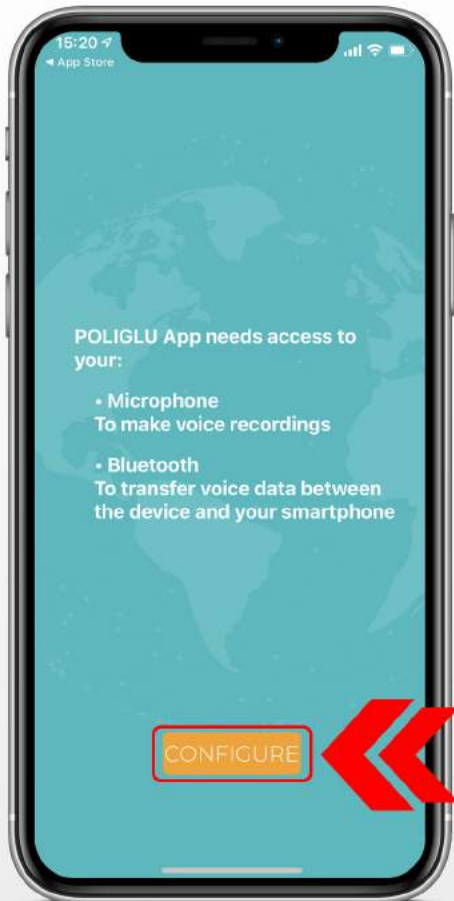 15:20
App Store
POLIGLU App needs access to
your:
• Microphone
To make voice recordings
• Bluetooth
To transfer voice data between
the device and your smartphone
CONFIGURE